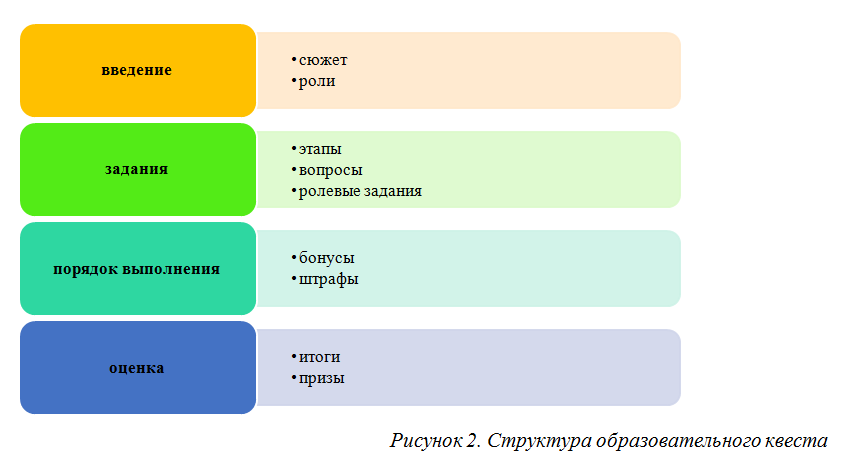 введение
• сюжет
• роли
задания
• этапы
• вопросы
• ролевые задания
порядок выполнения
• бонусы
• штрафы
оценка
• итоги
• призы
Рисунок 2. Структура образовательного квеста